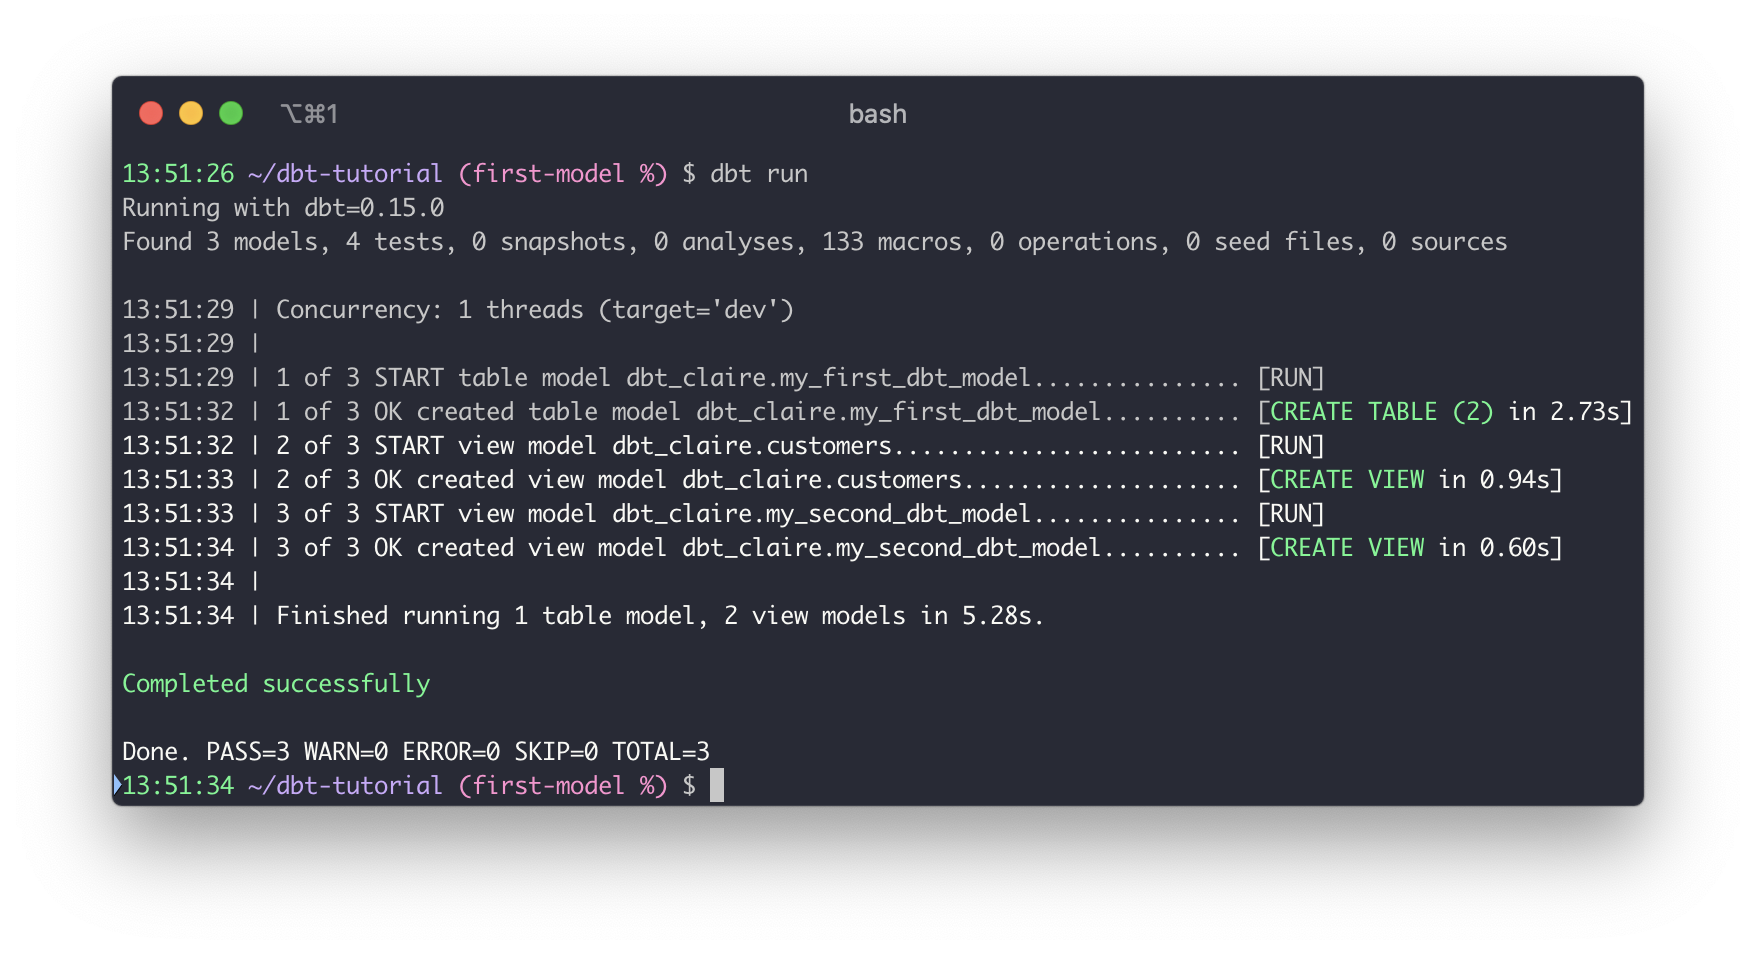 ⌥⌘1 bash
13:51:26 ~/dbt-tutorial (first-model %) $ dbt run
Running with dbt=0.15.0
Found 3 models, 4 tests, 0 snapshots, 0 analyses, 133 macros, 0 operations, 0 seed files, 0 sources
13:51:29 | Concurrency: 1 threads (target='dev')
13:51:29 |
13:51:29 | 1 of 3 START table model dbt_claire.my_first_dbt_model............... [RUN]
13:51:32 | 1 of 3 OK created table model dbt_claire.my_first_dbt_model.......... [CREATE TABLE (2) in 2.73s]
13:51:32 | 2 of 3 START view model dbt_claire.customers......................... [RUN]
13:51:33 | 2 of 3 OK created view model dbt_claire.customers.................... [CREATE VIEW in 0.94s]
13:51:33 | 3 of 3 START view model dbt_claire.my_second_dbt_model............... [RUN]
13:51:34 | 3 of 3 OK created view model dbt_claire.my_second_dbt_model.......... [CREATE VIEW in 0.60s]
13:51:34 |
13:51:34 | Finished running 1 table model, 2 view models in 5.28s.
Completed successfully
Done. PASS=3 WARN=0 ERROR=0 SKIP=0 TOTAL=3
13:51:34 ~/dbt-tutorial (first-model %) $